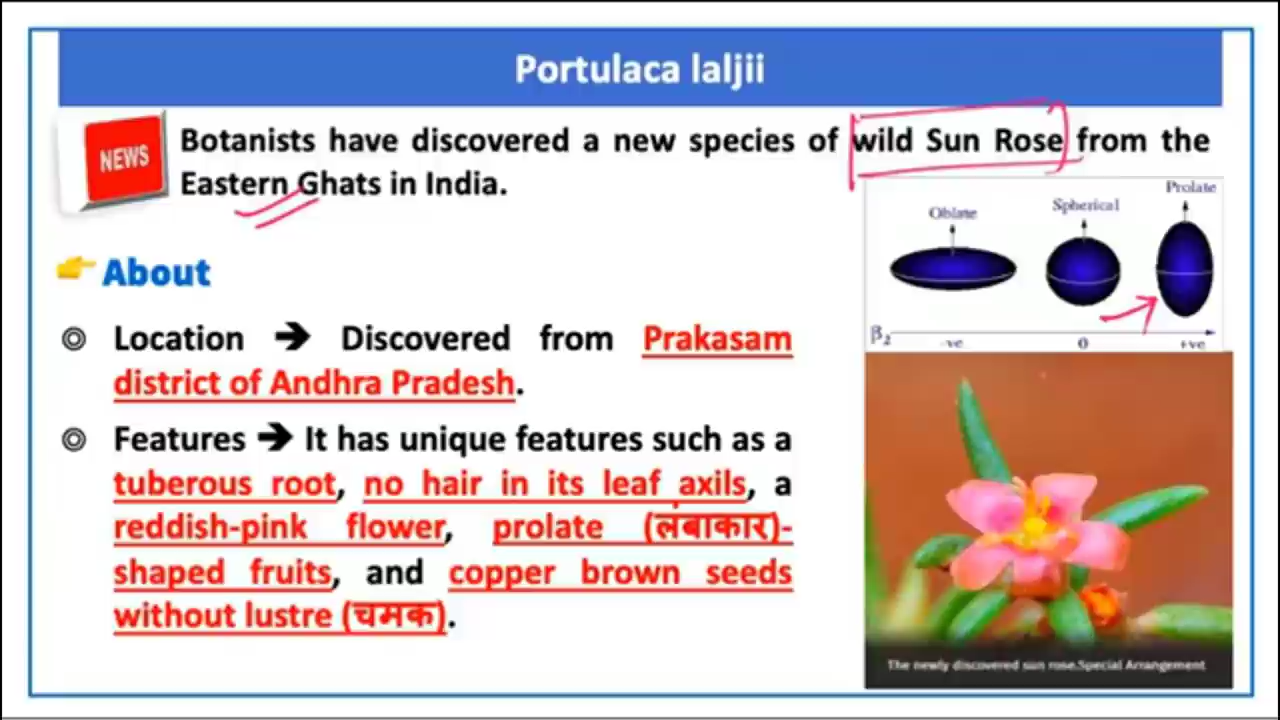 Portulaca laljii
NEWS
Botanists have discovered a new species of wild Sun Rose from the
Eastern Ghats in India.
Oblate
Spherical
Prolate
β2
-ve
0
+ve
About
Location ➔ Discovered from Prakasam
district of Andhra Pradesh.
Features ➔ It has unique features such as a
tuberous root, no hair in its leaf axils, a
reddish-pink flower, prolate (लंबाकार)-
shaped fruits, and copper brown seeds
without lustre (चमक).
The newly discovered sun rose.Special Arrangement